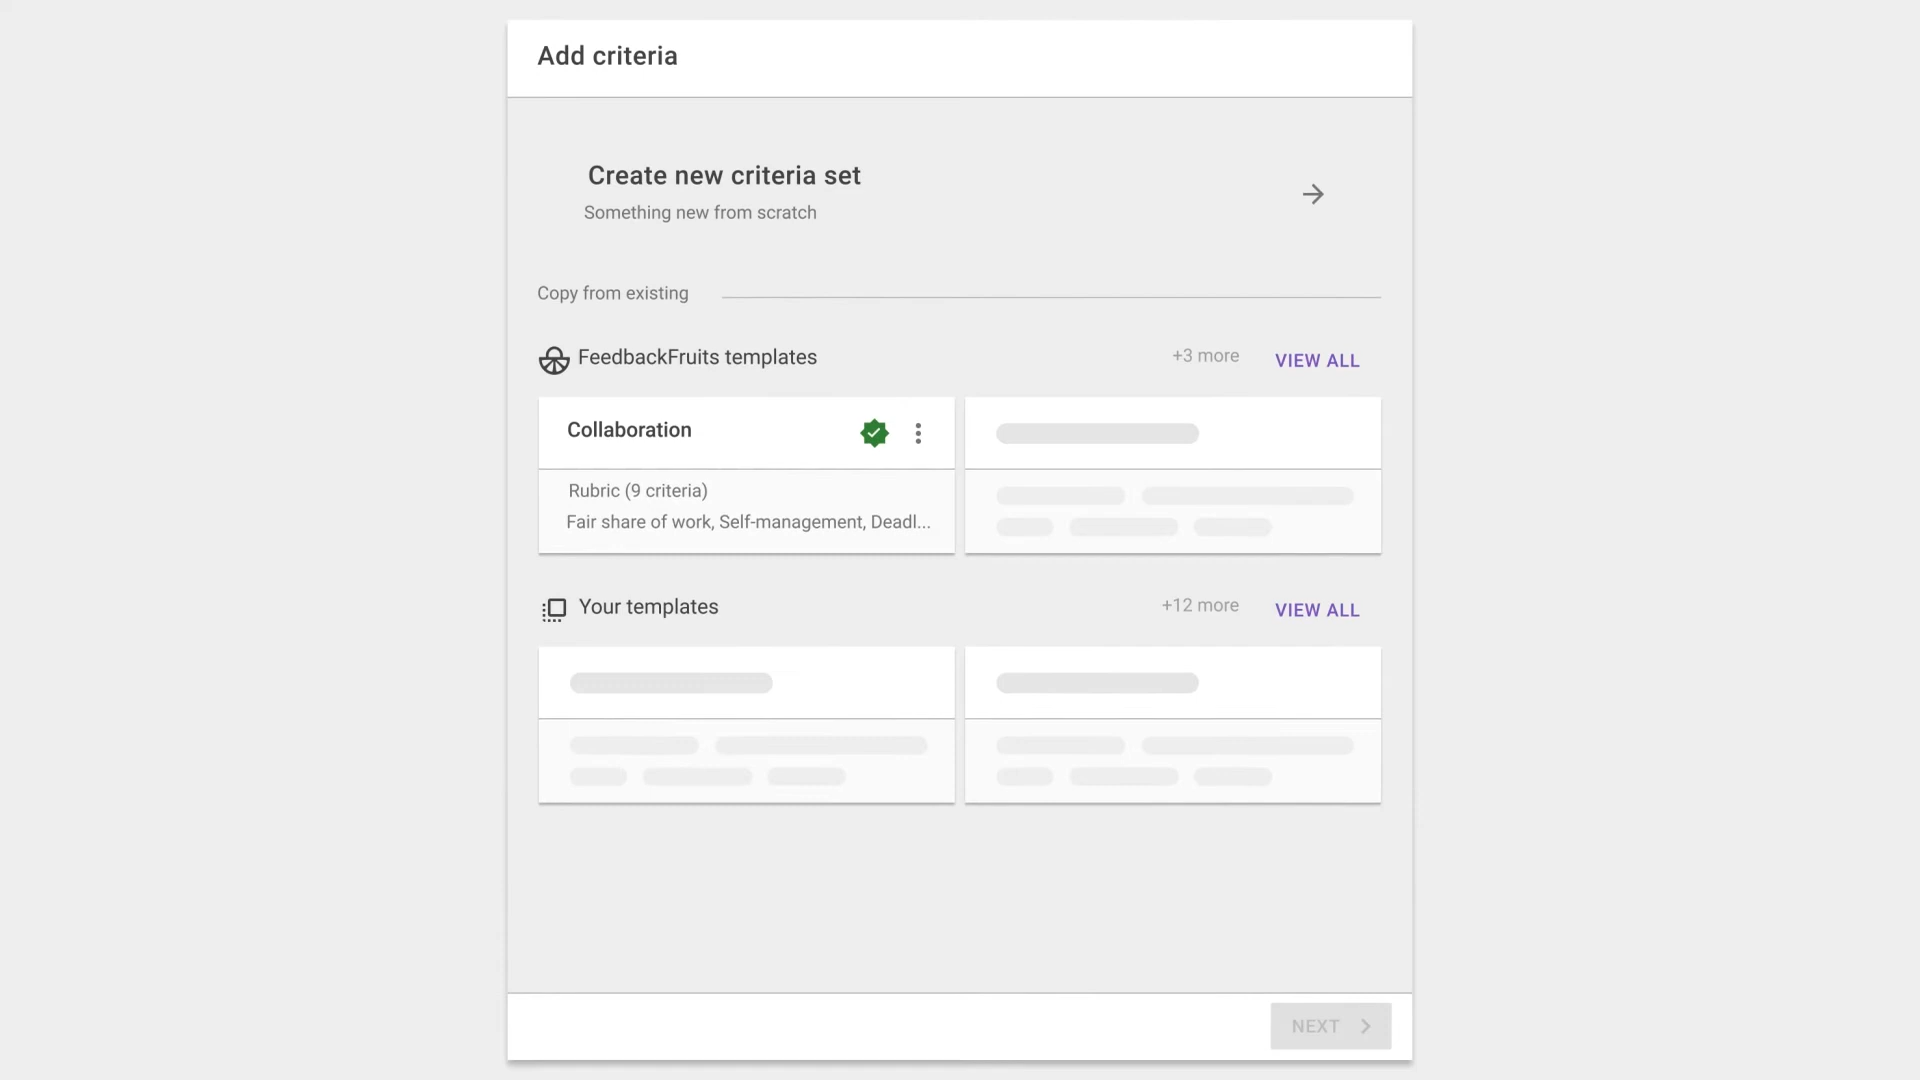 Add criteria
Create new criteria set
Something new from scratch
Copy from existing
FeedbackFruits templates
+3 more
VIEW ALL
Collaboration
Rubric (9 criteria)
Fair share of work, Self-management, Deadl...
Your templates
+12 more
VIEW ALL
NEXT